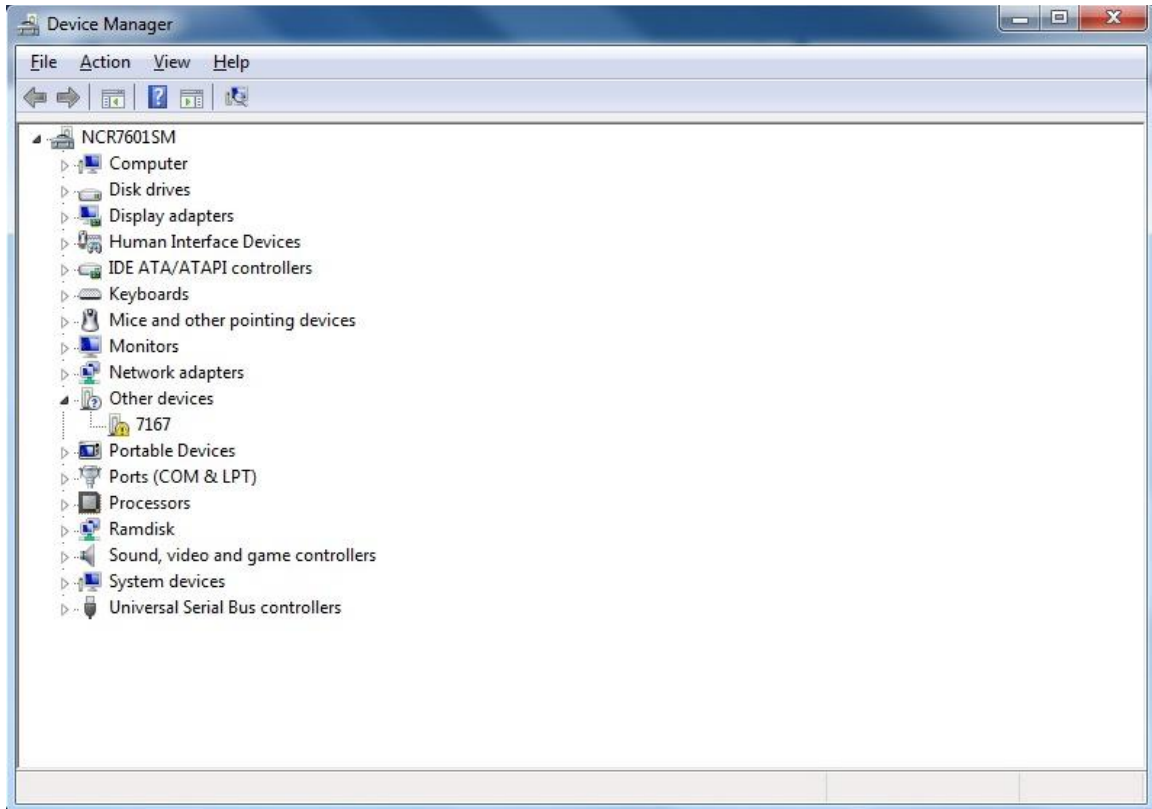 Device Manager
File Action View Help
NCR7601SM
Computer
Disk drives
Display adapters
Human Interface Devices
IDE ATA/ATAPI controllers
Keyboards
Mice and other pointing devices
Monitors
Network adapters
Other devices
7167
Portable Devices
Ports (COM & LPT)
Processors
Ramdisk
Sound, video and game controllers
System devices
Universal Serial Bus controllers